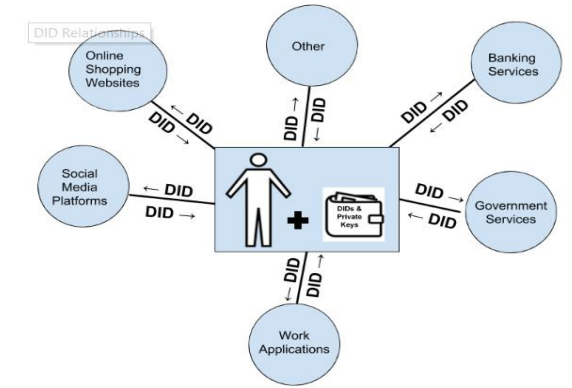 DID Relationships
Online
Shopping
Websites
Other
Banking
Services
← DID
DID →
DID →
← DID
DID →
← DID
Social
Media
Platforms
← DID
DID →
DIDs &
Private
Keys
+
DID →
← DID
Government
Services
← DID
DID →
Work
Applications